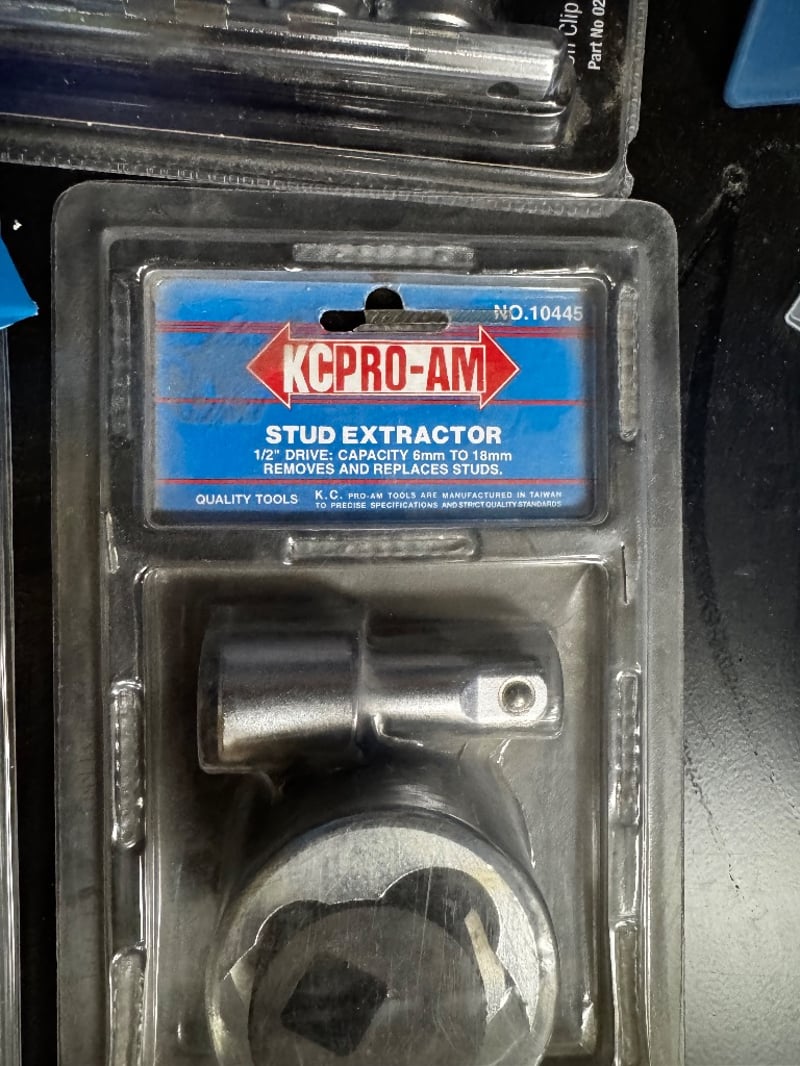 Part No 02
NO.10445
KCPRO-AM
STUD EXTRACTOR
1/2" DRIVE: CAPACITY 6mm TO 18mm
REMOVES AND REPLACES STUDS.
QUALITY TOOLS
K.C. PRO-AM TOOLS ARE MANUFACTURED IN TAIWAN
TO PRECISE SPECIFICATIONS AND STRICT QUALITY STANDARDS